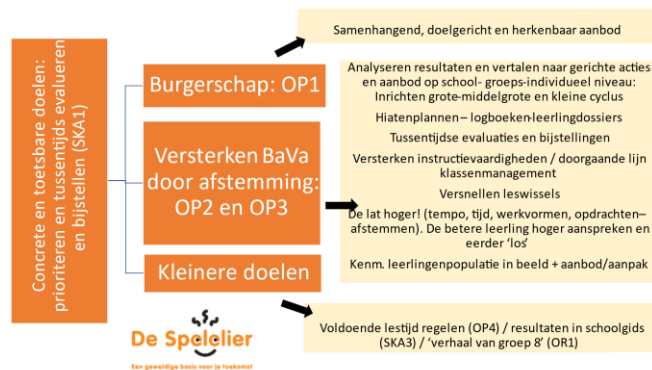 Concrete en toetsbare doelen:
prioriteren en tussentijds evalueren
en bijstellen (SKA1)
Burgerschap: OP1
Samenhangend, doelgericht en herkenbaar aanbod
Versterken BaVa
door afstemming:
OP2 en OP3
Analyseren resultaten en vertalen naar gerichte acties
en aanbod op school- groeps-individueel niveau:
Inrichten grote-middelgrote en kleine cyclus
Hiatenplannen – logboeken-leerlingdossiers
Tussentijdse evaluaties en bijstellingen
Versterken instructievaardigheden / doorgaande lijn
klassenmanagement
Versnellen leswissels
De lat hoger! (tempo, tijd, werkvormen, opdrachten–
afstemmen). De betere leerling hoger aanspreken en
eerder ‘los’
Kenm. leerlingenpopulatie in beeld + aanbod/aanpak
Kleinere doelen
Voldoende lestijd regelen (OP4) / resultaten in schoolgids
(SKA3) / ‘verhaal van groep 8’ (OR1)
De Spelelier
Een geweldige basis voor je toekomst